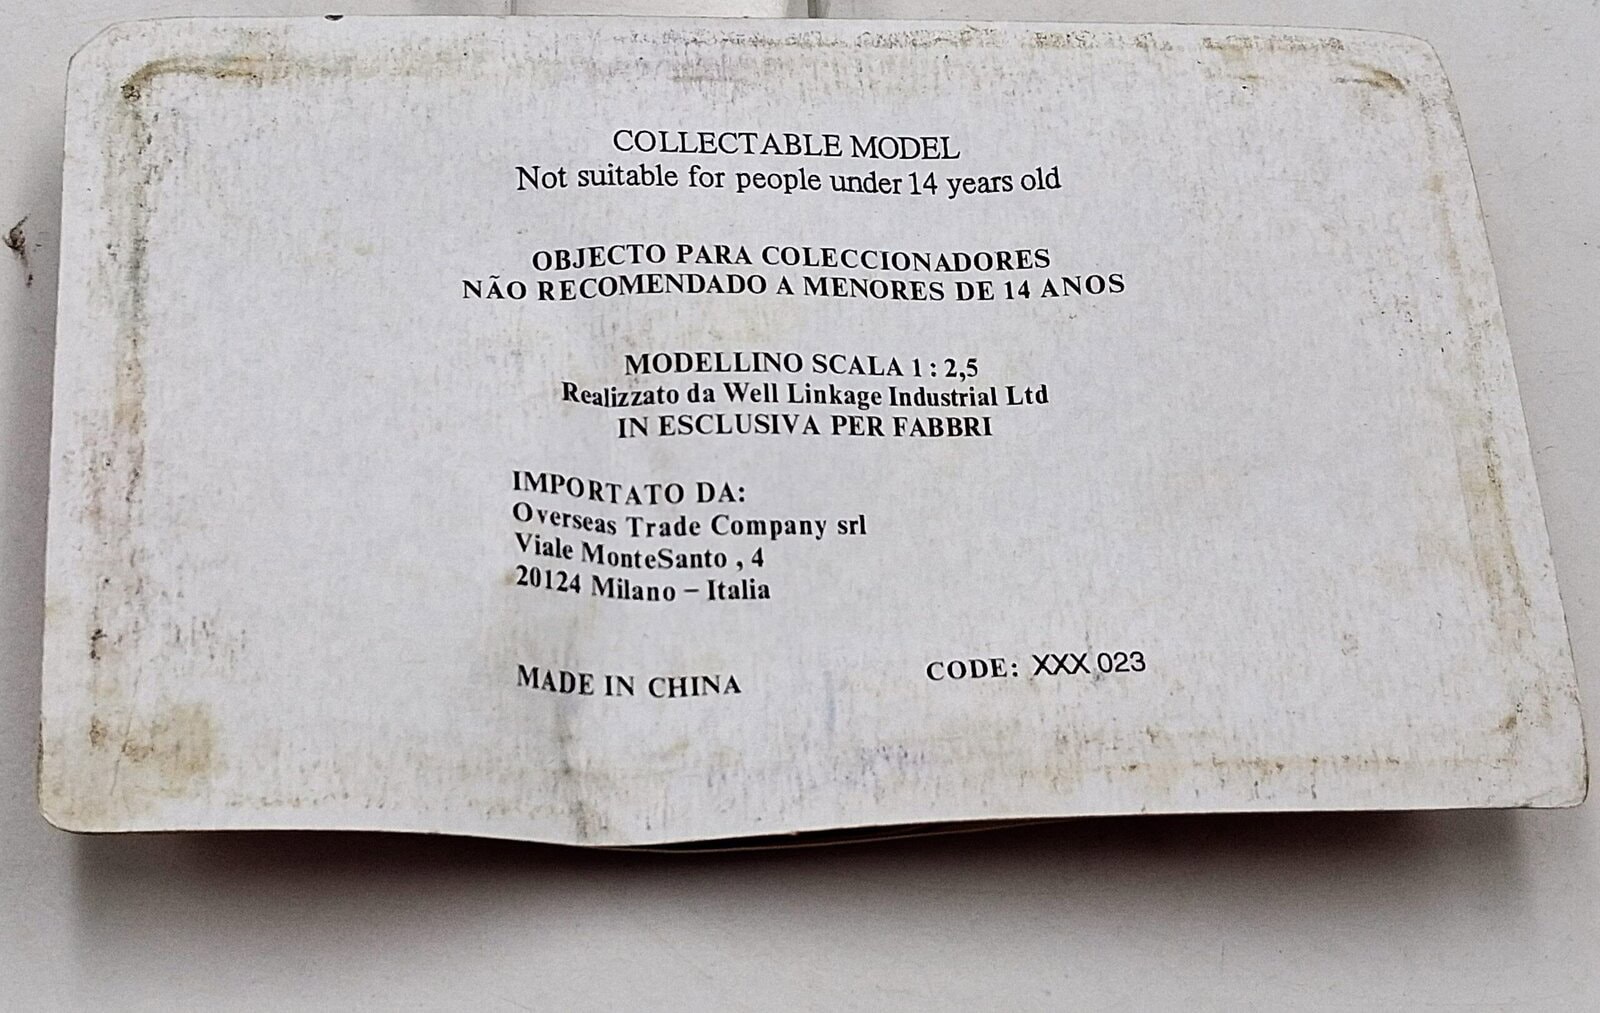 COLLECTABLE MODEL
Not suitable for people under 14 years old
OBJECTO PARA COLECCIONADORES
NÃO RECOMENDADO A MENORES DE 14 ANOS
MODELLINO SCALA 1 : 2,5
Realizzato da Well Linkage Industrial Ltd
IN ESCLUSIVA PER FABBRI
IMPORTATO DA:
Overseas Trade Company srl
Viale MonteSanto , 4
20124 Milano – Italia
MADE IN CHINA
CODE: XXX 023